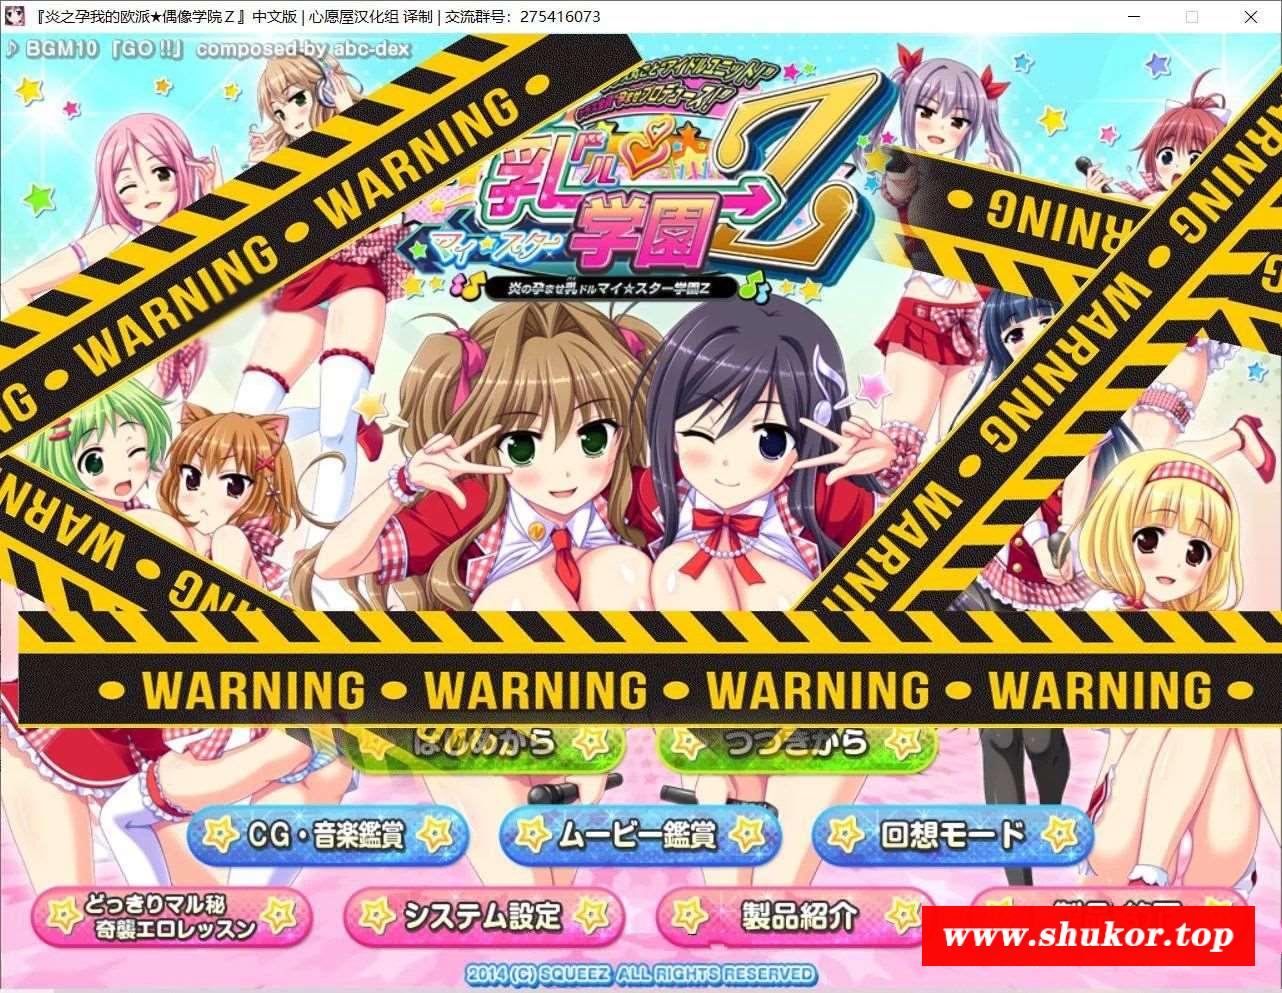 『炎之孕我的欧派★偶像学院Z』中文版 | 心愿屋汉化组 译制 | 交流群号：275416073
♪ BGM10 『GO !!』 composed by abc-dex
WARNING
WARNING
WARNING
乳ドル
マイ★スター
学園
Z
炎の孕ませ乳ドルマイ☆スター学園Z
WARNING
WARNING
WARNING
WARNING
WARNING • WARNING • WARNING • WARNING
はじめから
つづきから
CG・音楽鑑賞
ムービー鑑賞
回想モード
どっきりマル秘
奇襲エロレッスン
システム設定
製品紹介
www.shukor.top
2014 (C) SQUEEZ ALL RIGHTS RESERVED